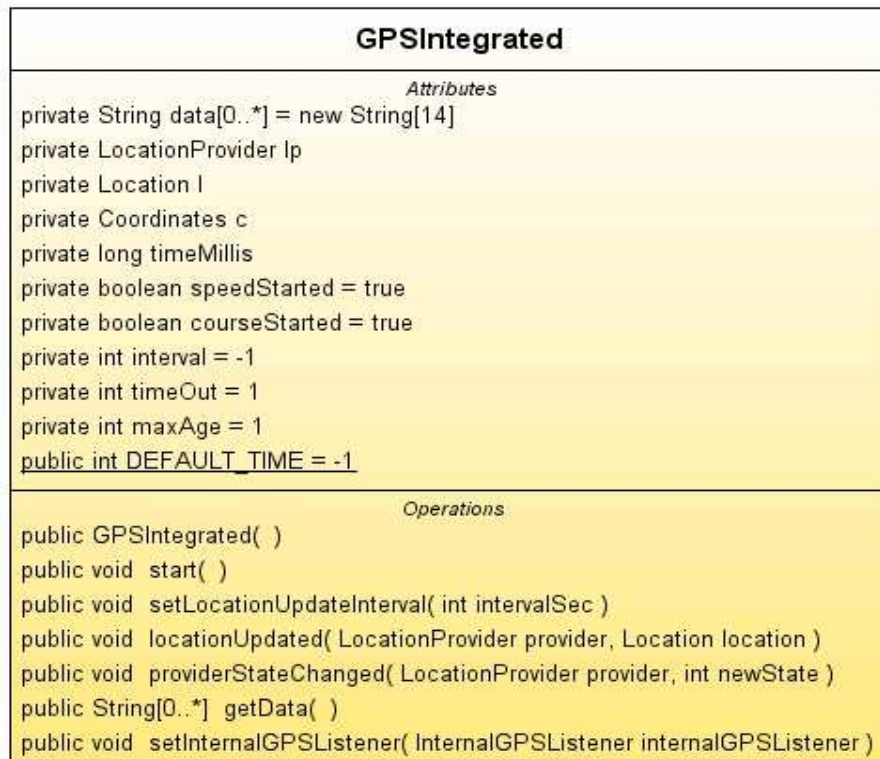 GPSIntegrated
Attributes
private String data[0..*] = new String[14]
private LocationProvider lp
private Location l
private Coordinates c
private long timeMillis
private boolean speedStarted = true
private boolean courseStarted = true
private int interval = -1
private int timeOut = 1
private int maxAge = 1
public int DEFAULT_TIME = -1
Operations
public GPSIntegrated( )
public void start( )
public void setLocationUpdateInterval( int intervalSec )
public void locationUpdated( LocationProvider provider, Location location )
public void providerStateChanged( LocationProvider provider, int newState )
public String[0..*] getData( )
public void setInternalGPSListener( InternalGPSListener internalGPSListener )